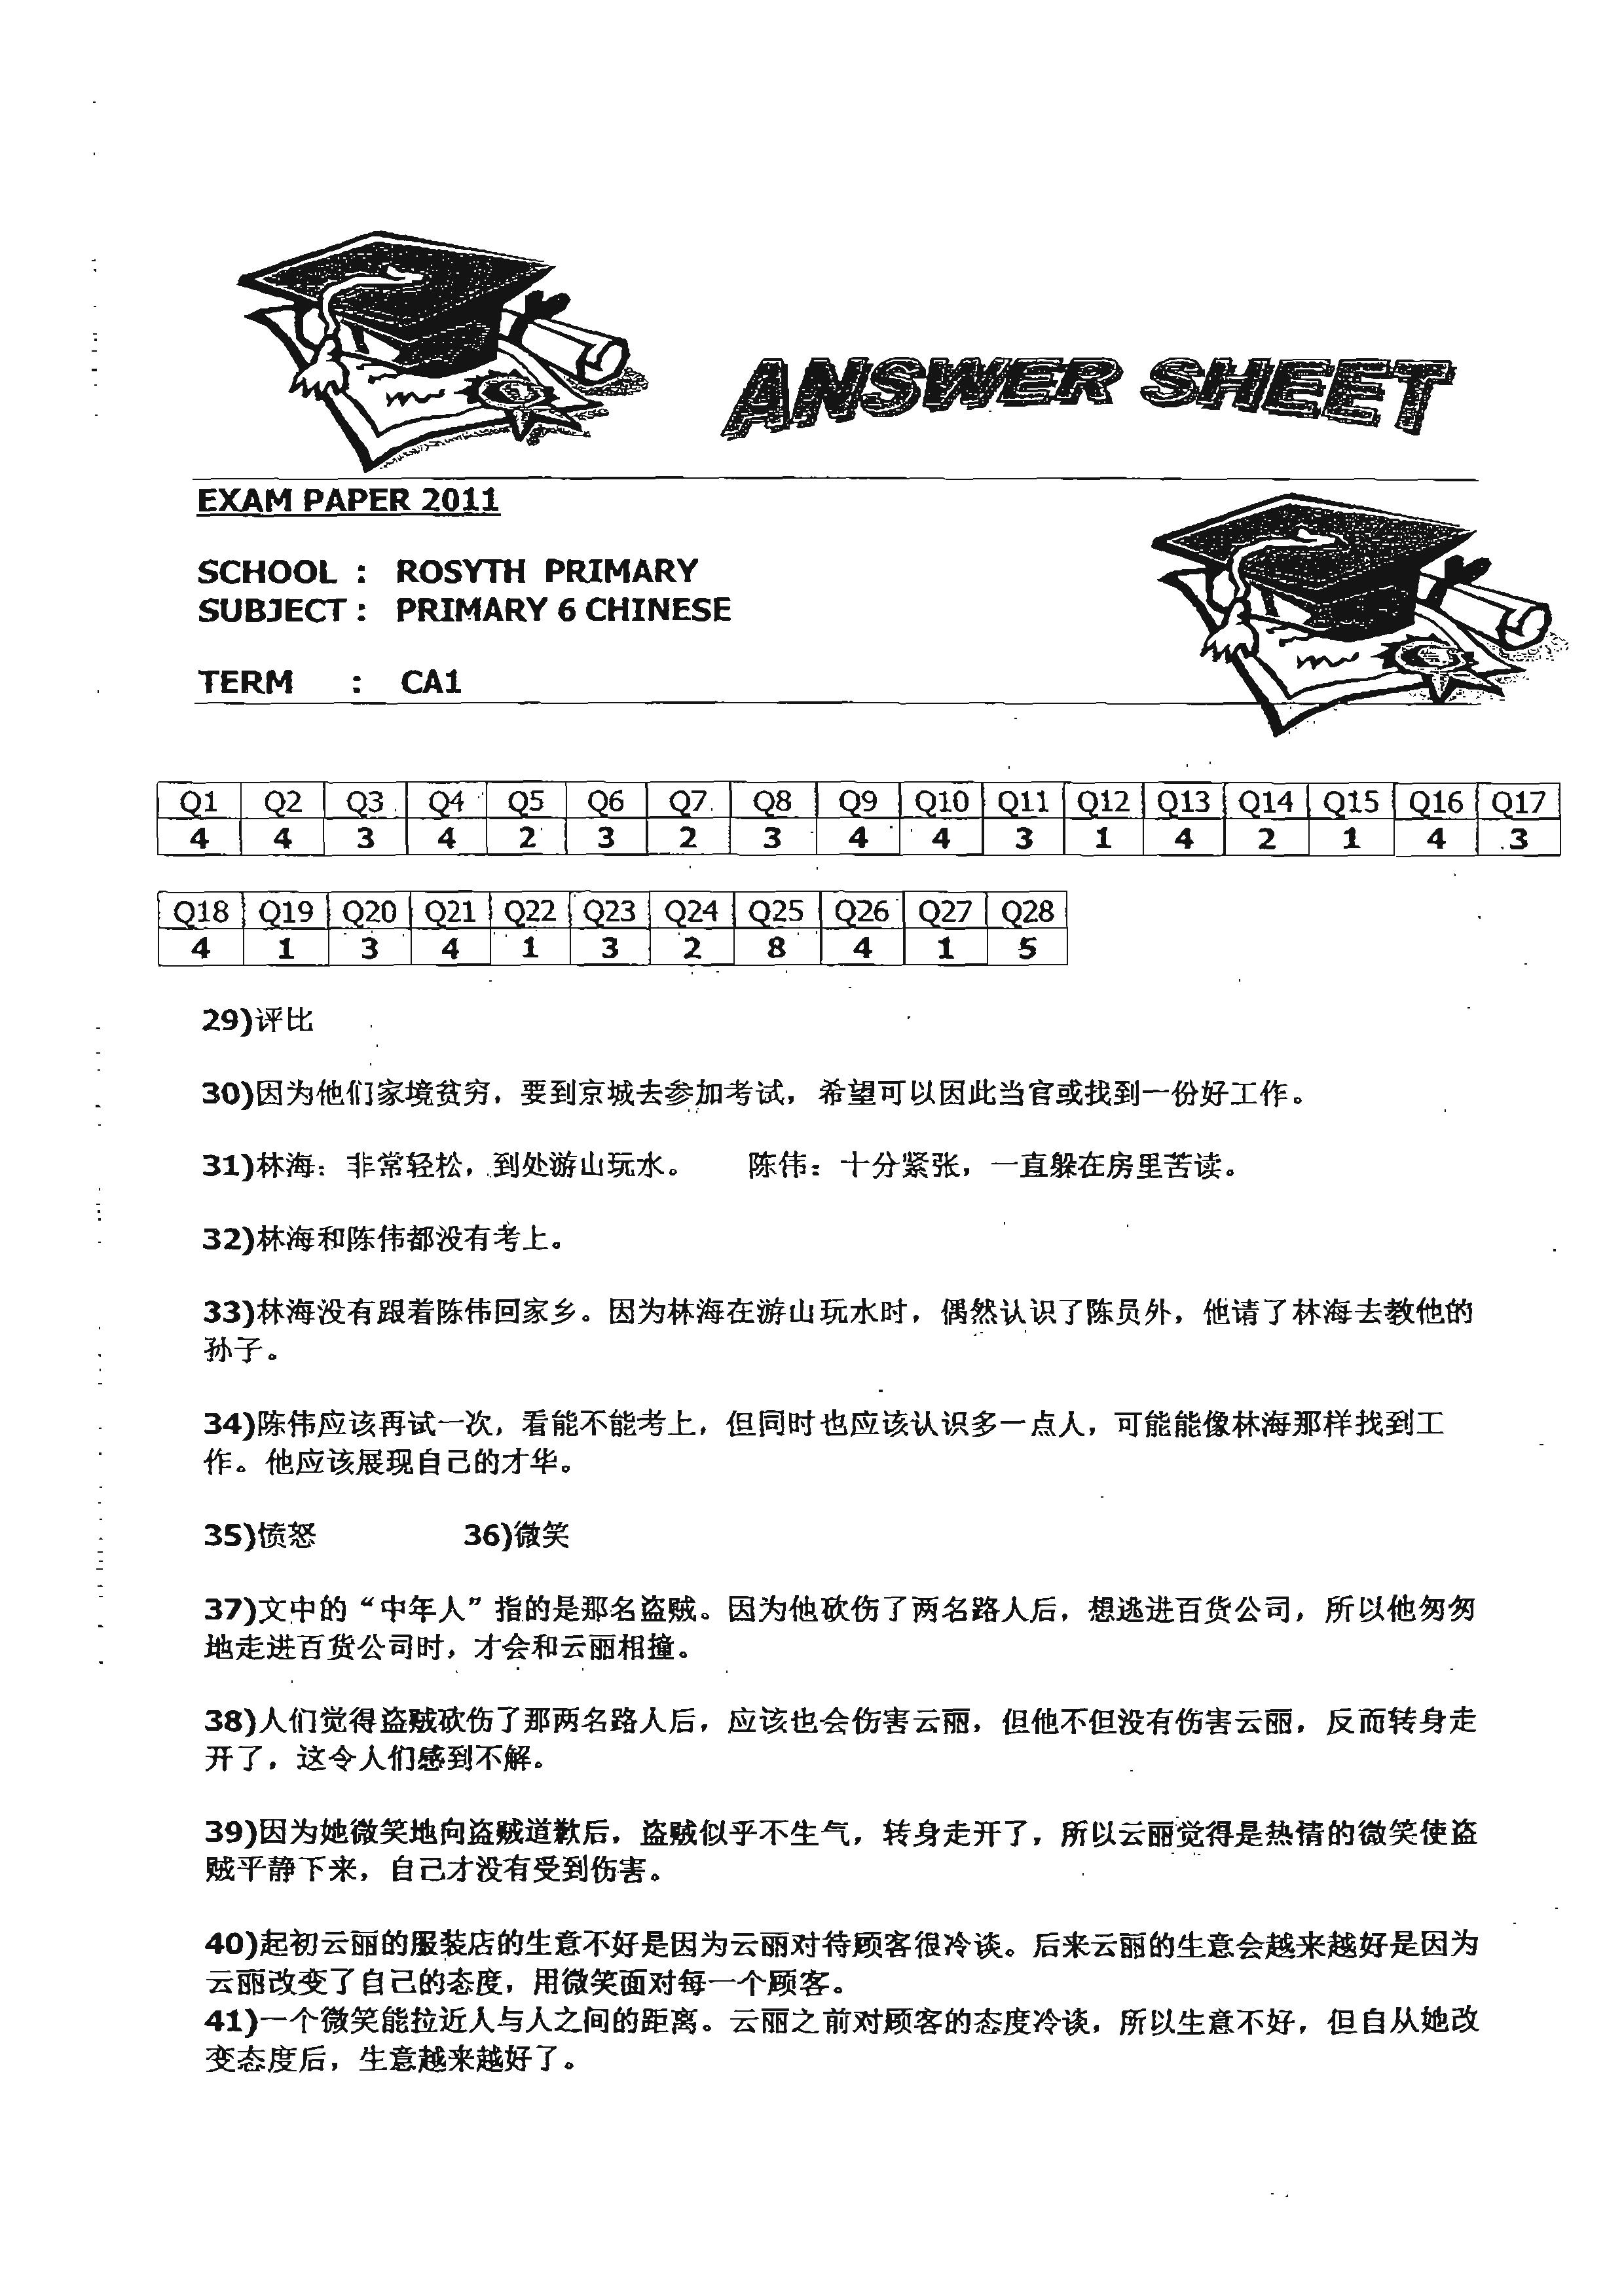 ANSWER SHEET
EXAM PAPER 2011
SCHOOL : ROSYTH PRIMARY
SUBJECT : PRIMARY 6 CHINESE
TERM : CA1
Q1 Q2 Q3 Q4 Q5 Q6 Q7 Q8 Q9 Q10 Q11 Q12 Q13 Q14 Q15 Q16 Q17
4 4 3 4 2 3 2 3 4 4 3 1 4 2 1 4 3
Q18 Q19 Q20 Q21 Q22 Q23 Q24 Q25 Q26 Q27 Q28
4 1 3 4 1 3 2 8 4 1 5
29)评比
30)因为他们家境贫穷，要到京城去参加考试，希望可以因此当官或找到一份好工作。
31)林海：非常轻松，到处游山玩水。 陈伟：十分紧张，一直躲在房里苦读。
32)林海和陈伟都没有考上。
33)林海没有跟着陈伟回家乡。因为林海在游山玩水时，偶然认识了陈员外，他请了林海去教他的
孙子。
34)陈伟应该再试一次，看能不能考上，但同时也应该认识多一点人，可能能像林海那样找到工
作。他应该展现自己的才华。
35)愤怒 36)微笑
37)文中的“中年人”指的是那名盗贼。因为他砍伤了两名路人后，想逃进百货公司，所以他匆匆
地走进百货公司时，才会和云丽相撞。
38)人们觉得盗贼砍伤了那两名路人后，应该也会伤害云丽，但他不但没有伤害云丽，反而转身走
开了，这令人们感到不解。
39)因为她微笑地向盗贼道歉后，盗贼似乎不生气，转身走开了，所以云丽觉得是热情的微笑使盗
贼平静下来，自己才没有受到伤害。
40)起初云丽的服装店的生意不好是因为云丽对待顾客很冷谈。后来云丽的生意会越来越好是因为
云丽改变了自己的态度，用微笑面对每一个顾客。
41)一个微笑能拉近人与人之间的距离。云丽之前对顾客的态度冷谈，所以生意不好，但自从她改
变态度后，生意越来越好了。